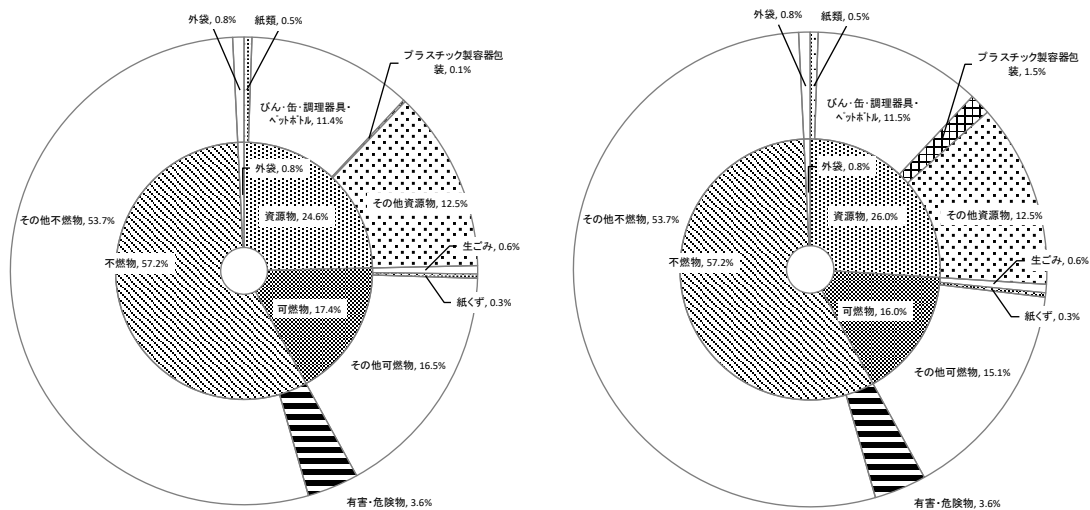 外袋, 0.8%
紙類, 0.5%
プラスチック製容器包
装, 0.1%
びん・缶・調理器具・
ペットボトル, 11.4%
外袋, 0.8%
資源物, 24.6%
その他資源物, 12.5%
その他不燃物, 53.7%
不燃物, 57.2%
生ごみ, 0.6%
紙くず, 0.3%
可燃物, 17.4%
その他可燃物, 16.5%
有害・危険物, 3.6%
外袋, 0.8%
紙類, 0.5%
プラスチック製容器包
装, 1.5%
びん・缶・調理器具・
ペットボトル, 11.5%
外袋, 0.8%
資源物, 26.0%
その他資源物, 12.5%
その他不燃物, 53.7%
不燃物, 57.2%
生ごみ, 0.6%
紙くず, 0.3%
可燃物, 16.0%
その他可燃物, 15.1%
有害・危険物, 3.6%